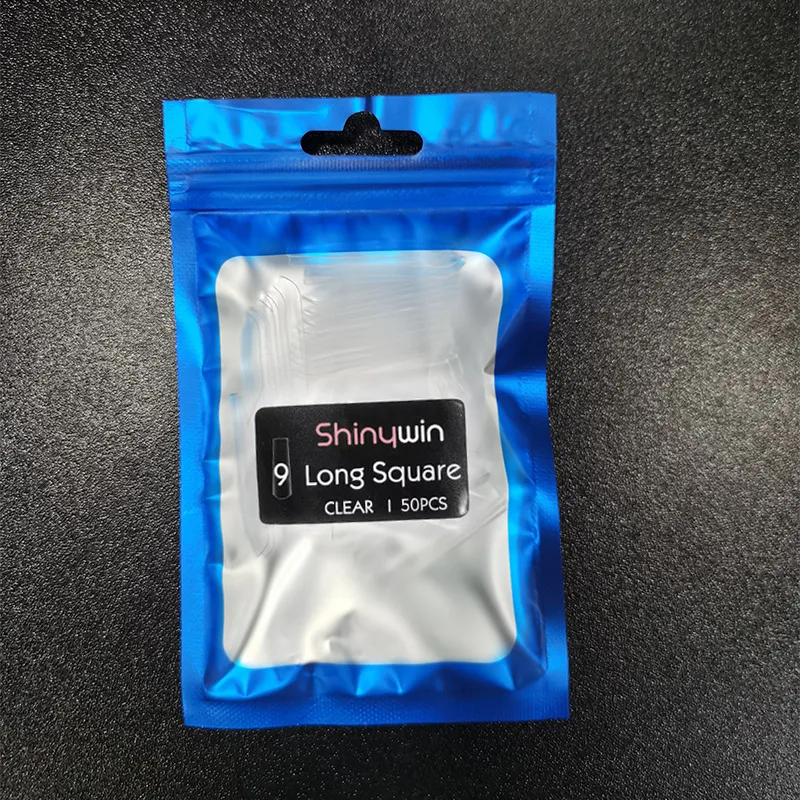 Shinywin
9 Long Square
CLEAR | 50PCS